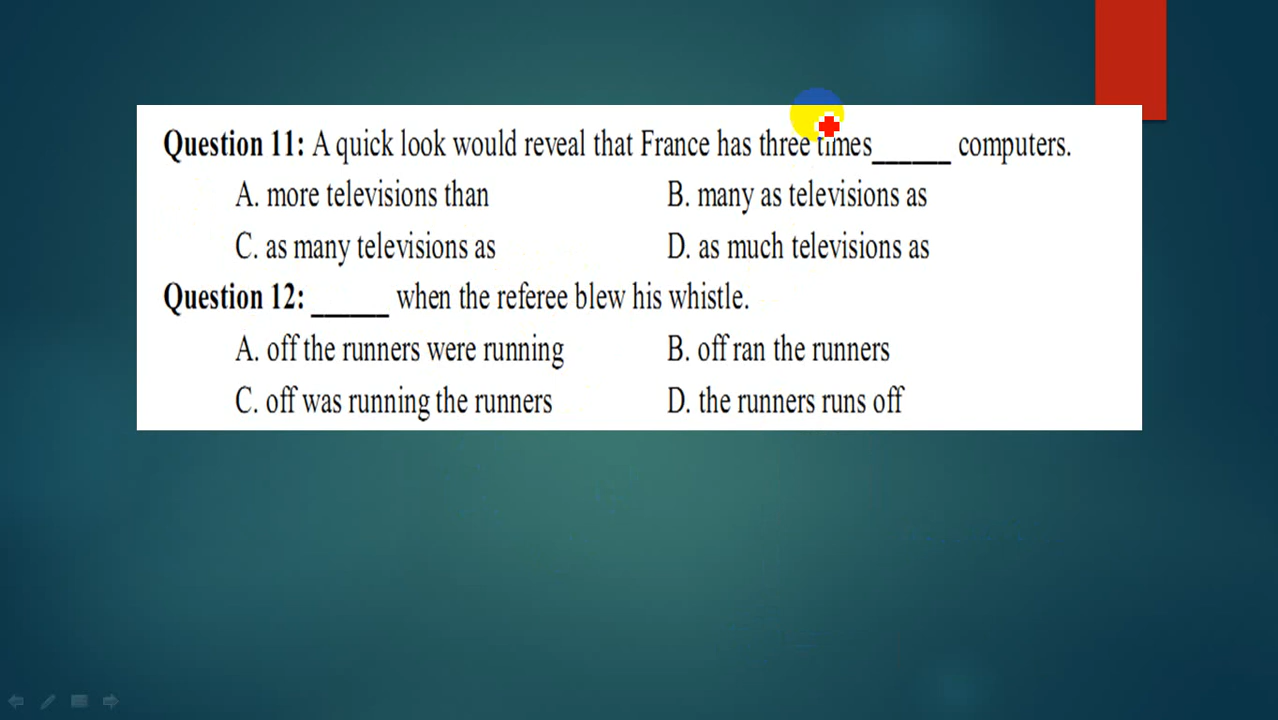 Question 11: A quick look would reveal that France has three times______ computers.
A. more televisions than B. many as televisions as
C. as many televisions as D. as much televisions as
Question 12: ______ when the referee blew his whistle.
A. off the runners were running B. off ran the runners
C. off was running the runners D. the runners runs off